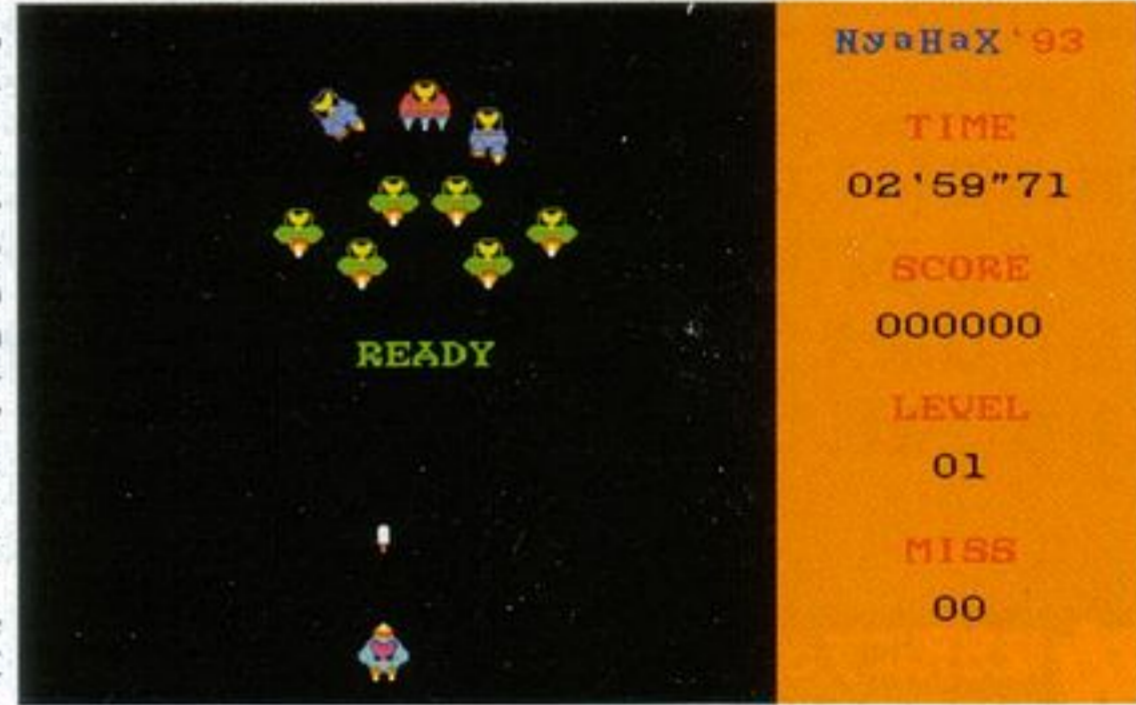 NyaHaX'93
TIME
02'59"71
SCORE
000000
READY
LEVEL
01
MISS
00